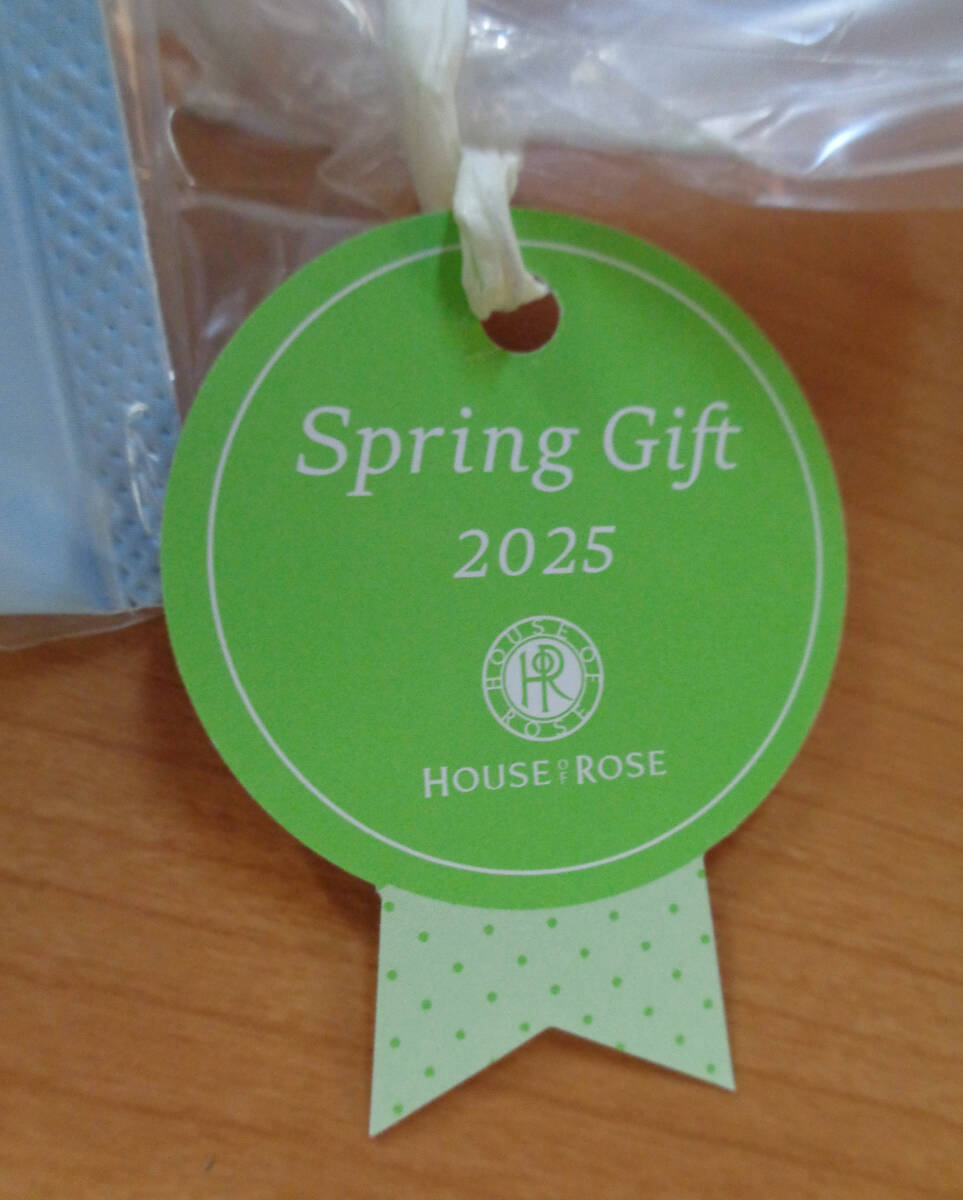 Spring Gift
2025
HOUSE OF ROSE
HR
HOUSE OF ROSE